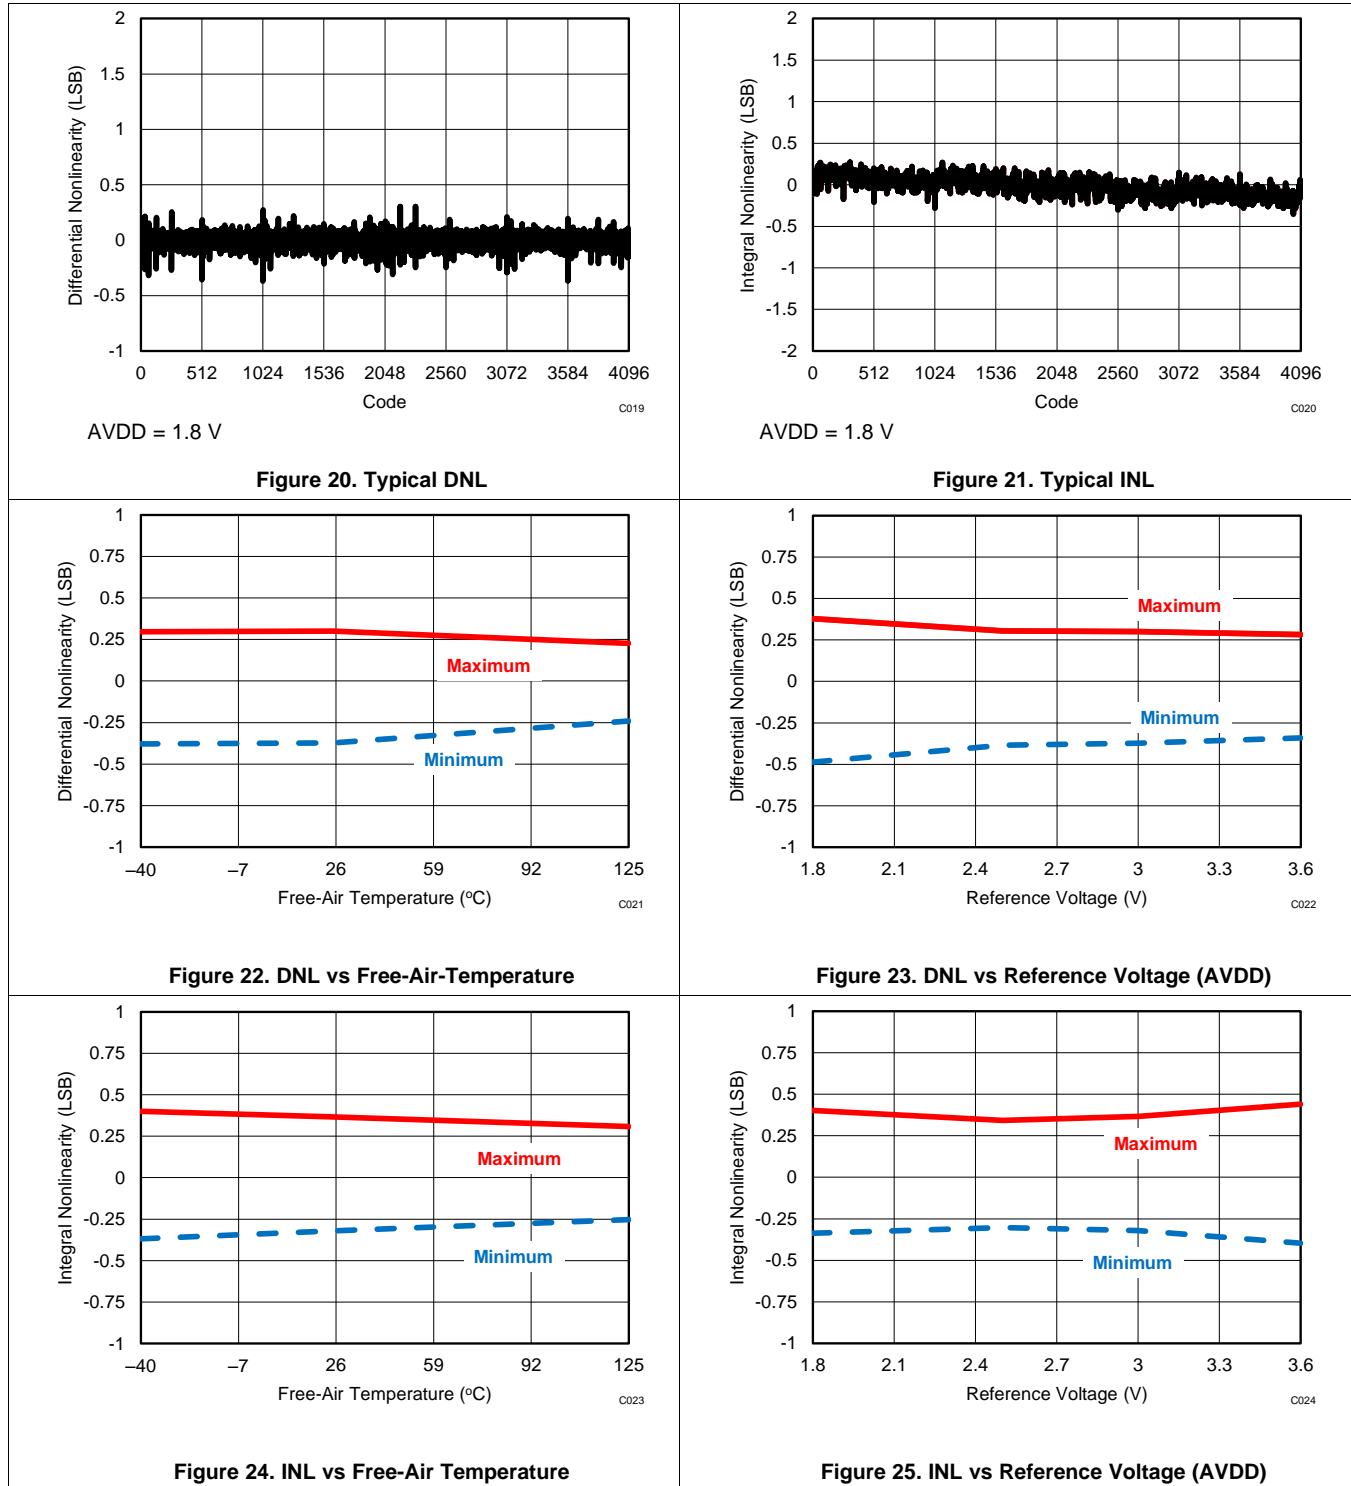 2
1.5
1
0.5
0
-0.5
-1
Differential Nonlinearity (LSB)
0 512 1024 1536 2048 2560 3072 3584 4096
Code
C019
AVDD = 1.8 V
Figure 20. Typical DNL
2
1.5
1
0.5
0
-0.5
-1
-1.5
-2
Integral Nonlinearity (LSB)
0 512 1024 1536 2048 2560 3072 3584 4096
Code
C020
AVDD = 1.8 V
Figure 21. Typical INL
1
0.75
0.5
0.25
0
-0.25
-0.5
-0.75
-1
Differential Nonlinearity (LSB)
Maximum
Minimum
–40 –7 26 59 92 125
Free-Air Temperature (ºC)
C021
Figure 22. DNL vs Free-Air-Temperature
1
0.75
0.5
0.25
0
-0.25
-0.5
-0.75
-1
Differential Nonlinearity (LSB)
Maximum
Minimum
1.8 2.1 2.4 2.7 3 3.3 3.6
Reference Voltage (V)
C022
Figure 23. DNL vs Reference Voltage (AVDD)
1
0.75
0.5
0.25
0
-0.25
-0.5
-0.75
-1
Integral Nonlinearity (LSB)
Maximum
Minimum
–40 –7 26 59 92 125
Free-Air Temperature (ºC)
C023
Figure 24. INL vs Free-Air Temperature
1
0.75
0.5
0.25
0
-0.25
-0.5
-0.75
-1
Integral Nonlinearity (LSB)
Maximum
Minimum
1.8 2.1 2.4 2.7 3 3.3 3.6
Reference Voltage (V)
C024
Figure 25. INL vs Reference Voltage (AVDD)